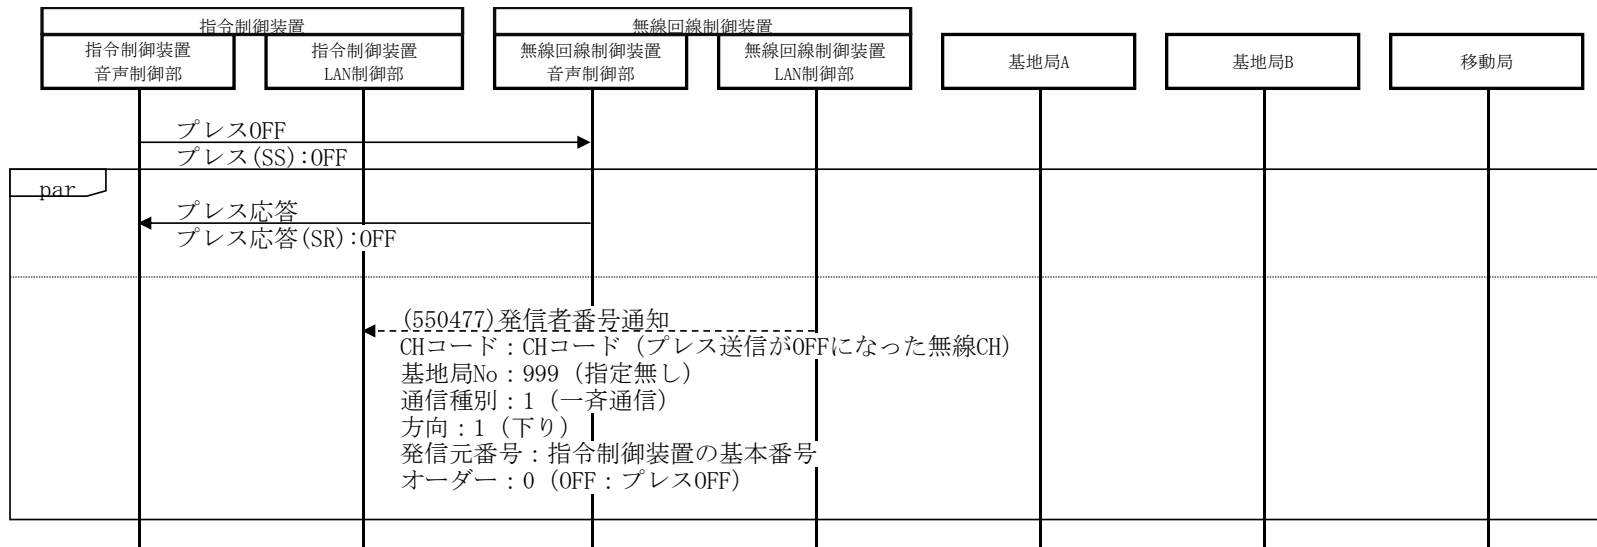 指令制御装置
無線回線制御装置
指令制御装置
音声制御部
指令制御装置
LAN制御部
無線回線制御装置
音声制御部
無線回線制御装置
LAN制御部
基地局A
基地局B
移動局
プレスOFF
プレス(SS):OFF
par
プレス応答
プレス応答(SR):OFF
(550477)発信者番号通知
CHコード：CHコード（プレス送信がOFFになった無線CH）
基地局No：999（指定無し）
通信種別：1（一斉通信）
方向：1（下り）
発信元番号：指令制御装置の基本番号
オーダー：0（OFF：プレスOFF）